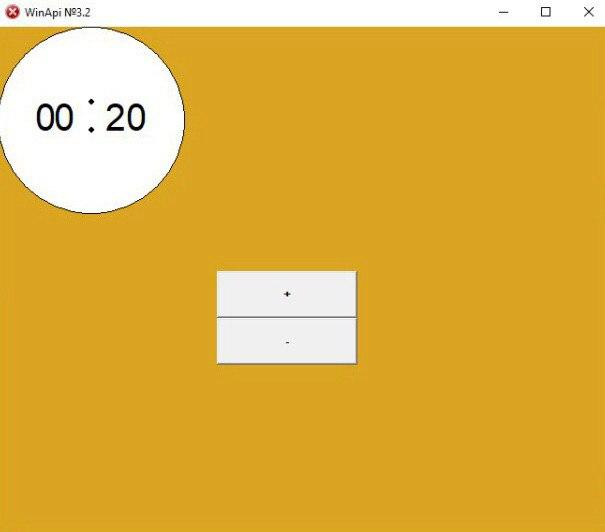 WinApi №3.2
00 : 20
+
-